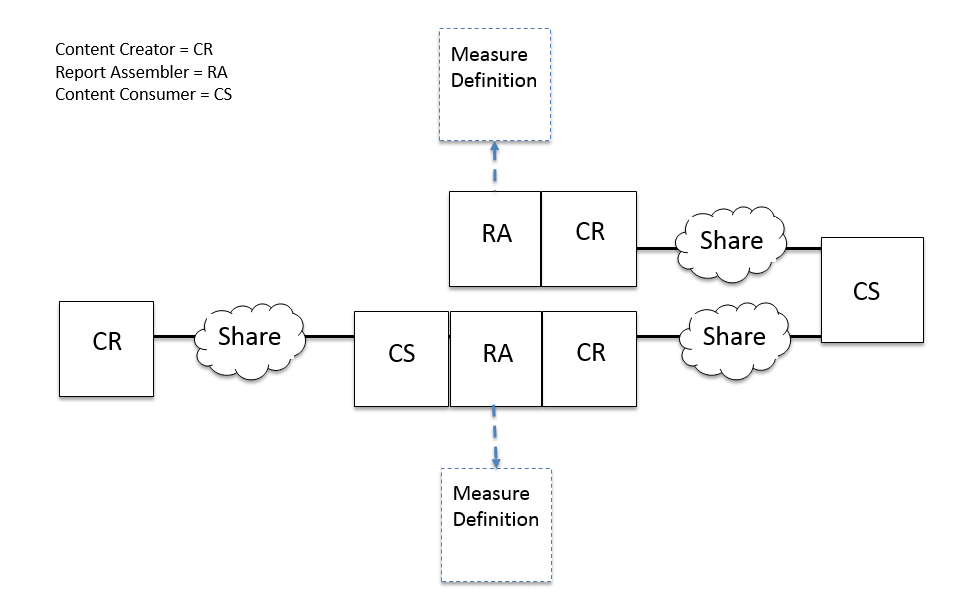 Content Creator = CR
Report Assembler = RA
Content Consumer = CS
Measure
Definition
RA
CR
Share
CS
CR
Share
CS
RA
CR
Share
Measure
Definition